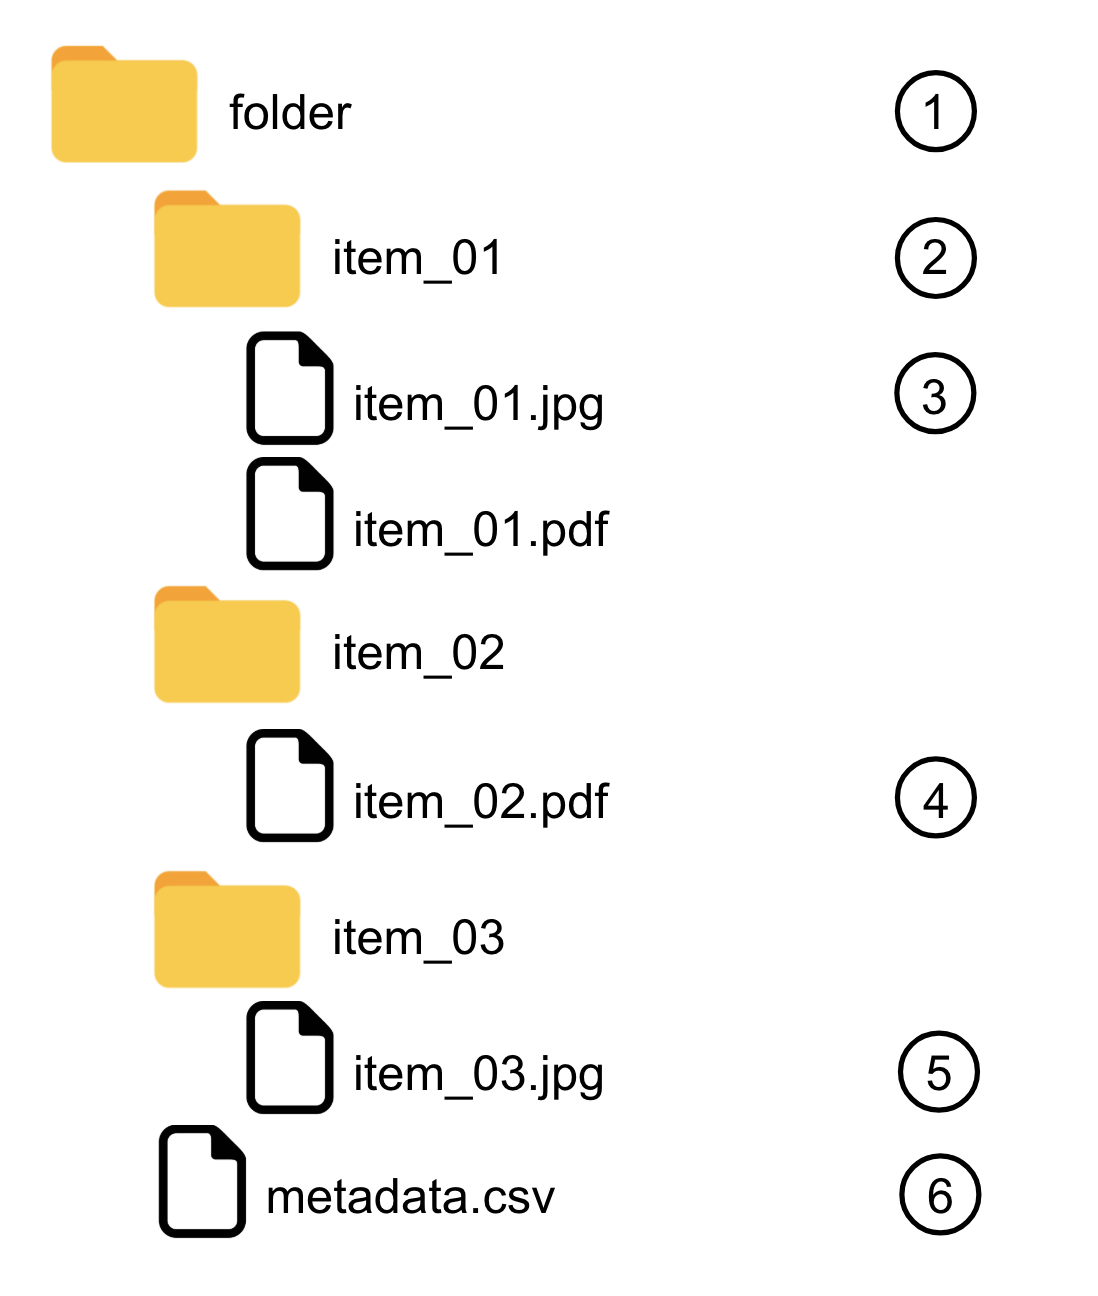 folder 1
item_01 2
item_01.jpg 3
item_01.pdf
item_02
item_02.pdf 4
item_03
item_03.jpg 5
metadata.csv 6